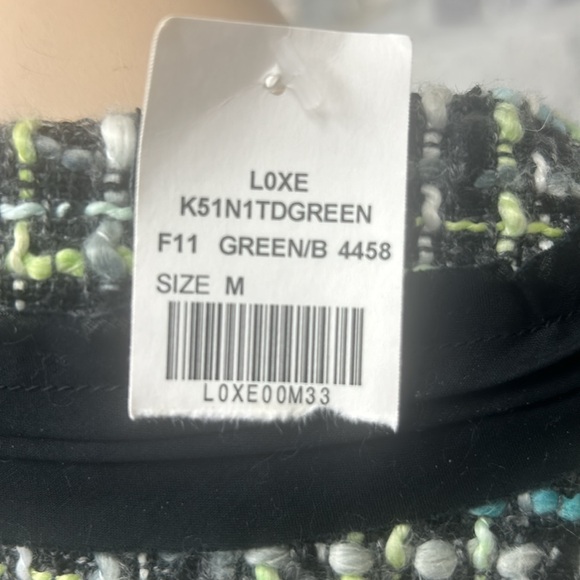 L0XE
K51N1TDGREEN
F11 GREEN/B 4458
SIZE M
L0XE00M33